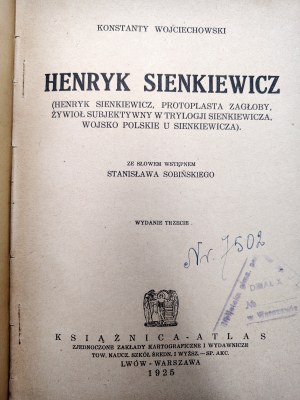 KONSTANTY WOJCIECHOWSKI
HENRYK SIENKIEWICZ
(HENRYK SIENKIEWICZ, PROTOPLASTA ZAGŁOBY,
ŻYWIOŁ SUBJEKTYWNY W TRYLOGJI SIENKIEWICZA,
WOJSKO POLSKIE U SIENKIEWICZA).
ZE SŁOWEM WSTĘPNEM
STANISŁAWA SOBIŃSKIEGO
WYDANIE TRZECIE
Nr. 7502
KSIĄŻNICA-ATLAS
ZJEDNOCZONE ZAKŁADY KARTOGRAFICZNE I WYDAWNICZE
TOW. NAUCZ. SZKÓŁ ŚREDN. I WYŻSZ. — SP. AKC.
LWÓW - WARSZAWA
1925